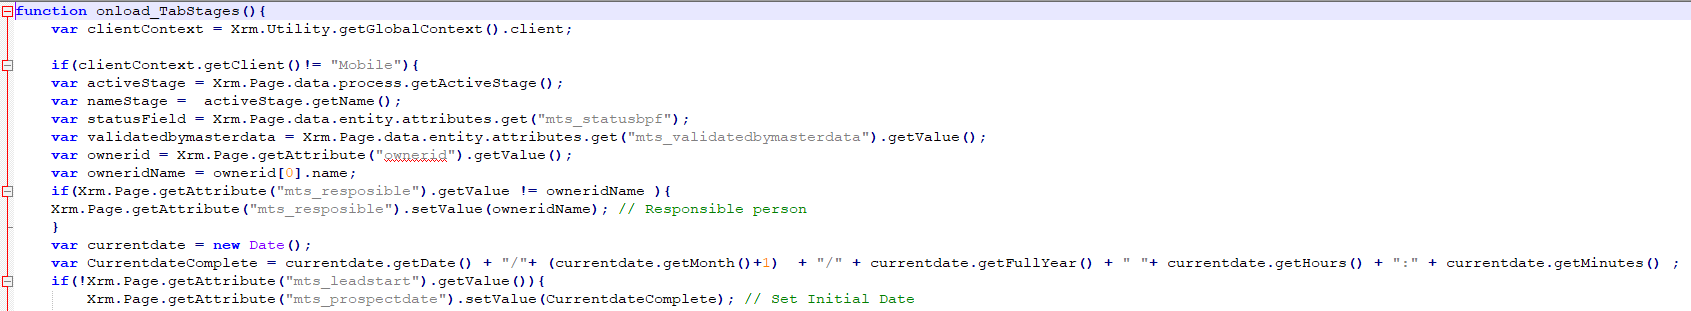 function onload_TabStages(){
    var clientContext = Xrm.Utility.getGlobalContext().client;
    if(clientContext.getClient()!= "Mobile"){
    var activeStage = Xrm.Page.data.process.getActiveStage();
    var nameStage =  activeStage.getName();
    var statusField = Xrm.Page.data.entity.attributes.get("mts_statusbpf");
    var validatedbymasterdata = Xrm.Page.data.entity.attributes.get("mts_validatedbymasterdata").getValue();
    var ownerid = Xrm.Page.getAttribute("ownerid").getValue();
    var owneridName = ownerid[0].name;
    if(Xrm.Page.getAttribute("mts_resposible").getValue != owneridName ){
    Xrm.Page.getAttribute("mts_resposible").setValue(owneridName); // Responsible person
    }
    var currentdate = new Date();
    var CurrentdateComplete = currentdate.getDate() + "/"+ (currentdate.getMonth()+1)  + "/" + currentdate.getFullYear() + " "+ currentdate.getHours() + ":" + currentdate.getMinutes() ;
    if(!Xrm.Page.getAttribute("mts_leadstart").getValue()){
        Xrm.Page.getAttribute("mts_prospectdate").setValue(CurrentdateComplete); // Set Initial Date